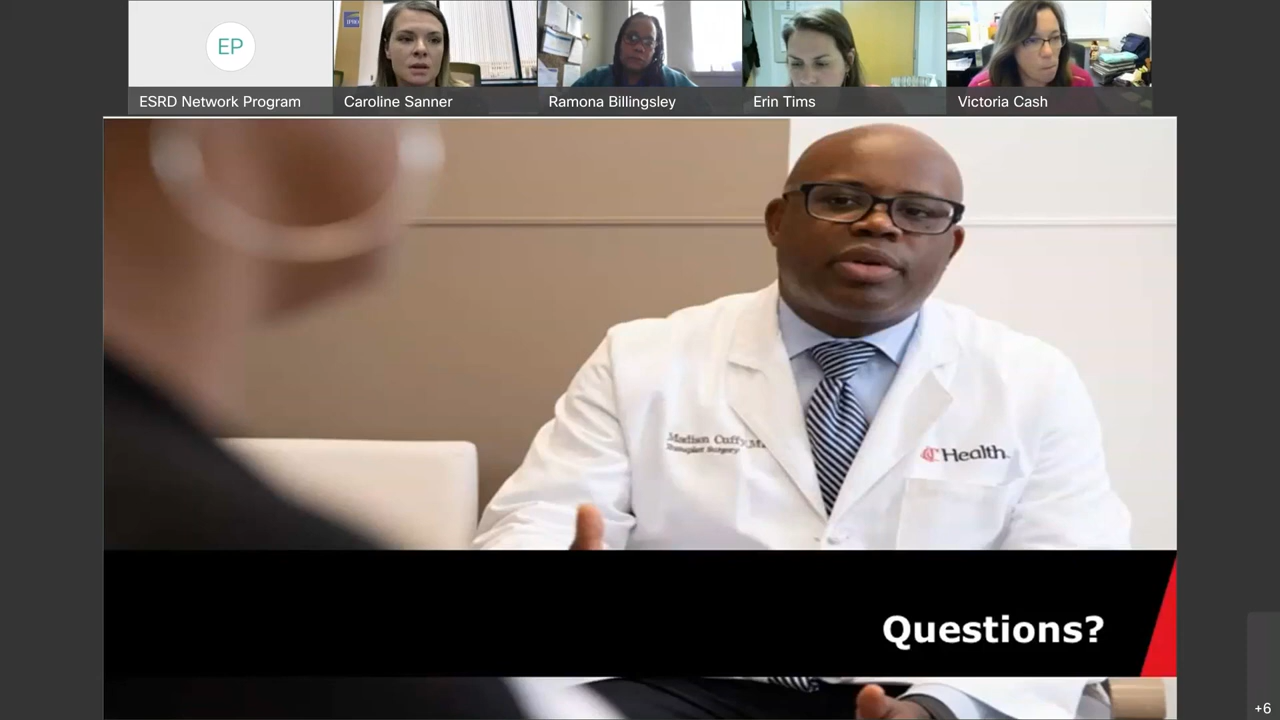 EP
ESRD Network Program
Caroline Sanner
Ramona Billingsley
Erin Tims
Victoria Cash
Madison Cuffy, M
Transplant Surgery
Health
Questions?
+6